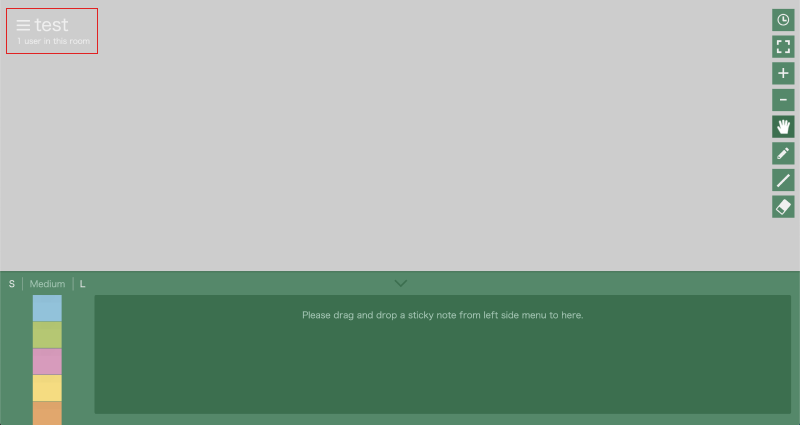 test
1 user in this room
S Medium L
Please drag and drop a sticky note from left side menu to here.